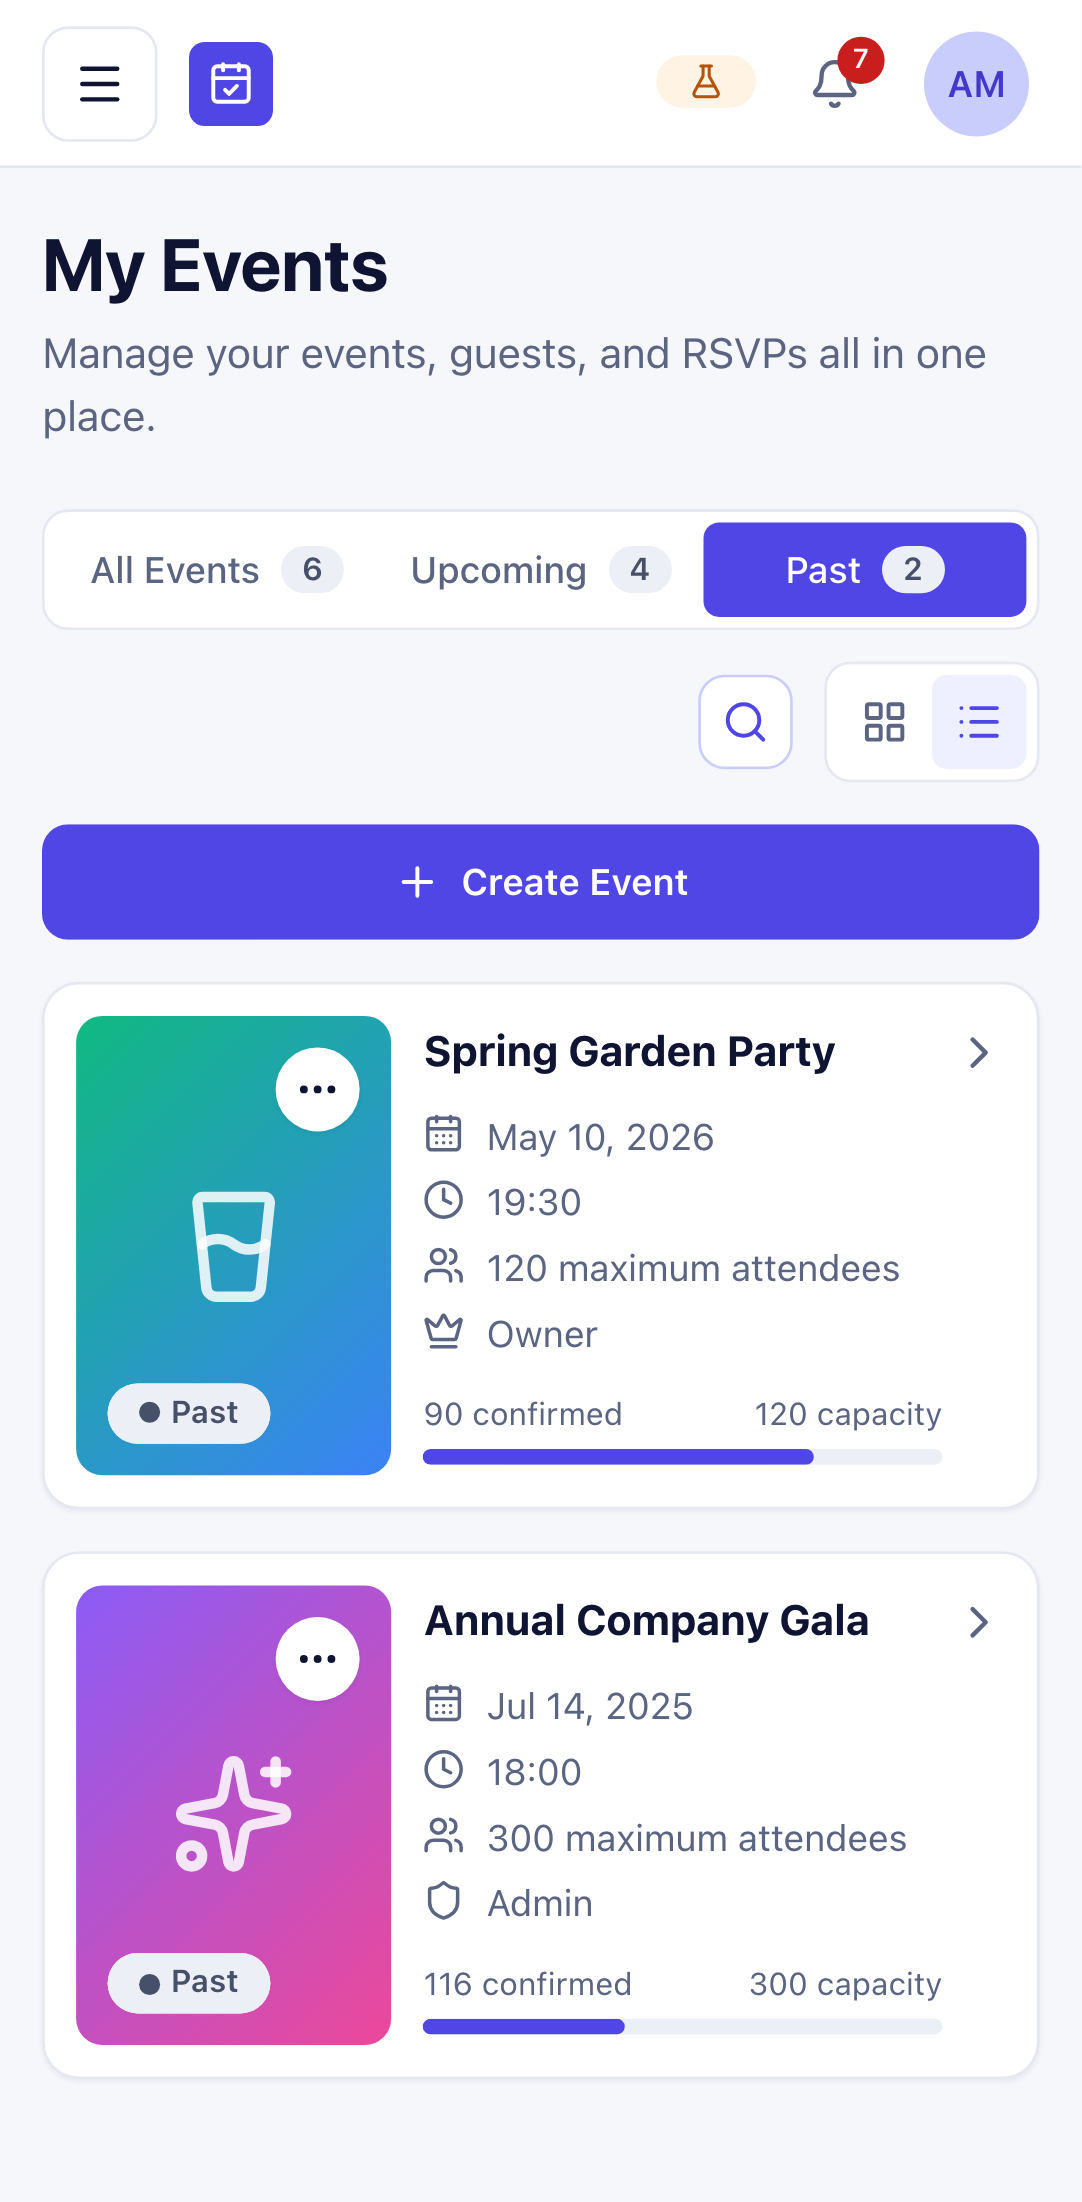 7
AM
My Events
Manage your events, guests, and RSVPs all in one
place.
All Events 6 Upcoming 4 Past 2
Create Event
Spring Garden Party
May 10, 2026
19:30
120 maximum attendees
Owner
Past
90 confirmed 120 capacity
Annual Company Gala
Jul 14, 2025
18:00
300 maximum attendees
Admin
Past
116 confirmed 300 capacity